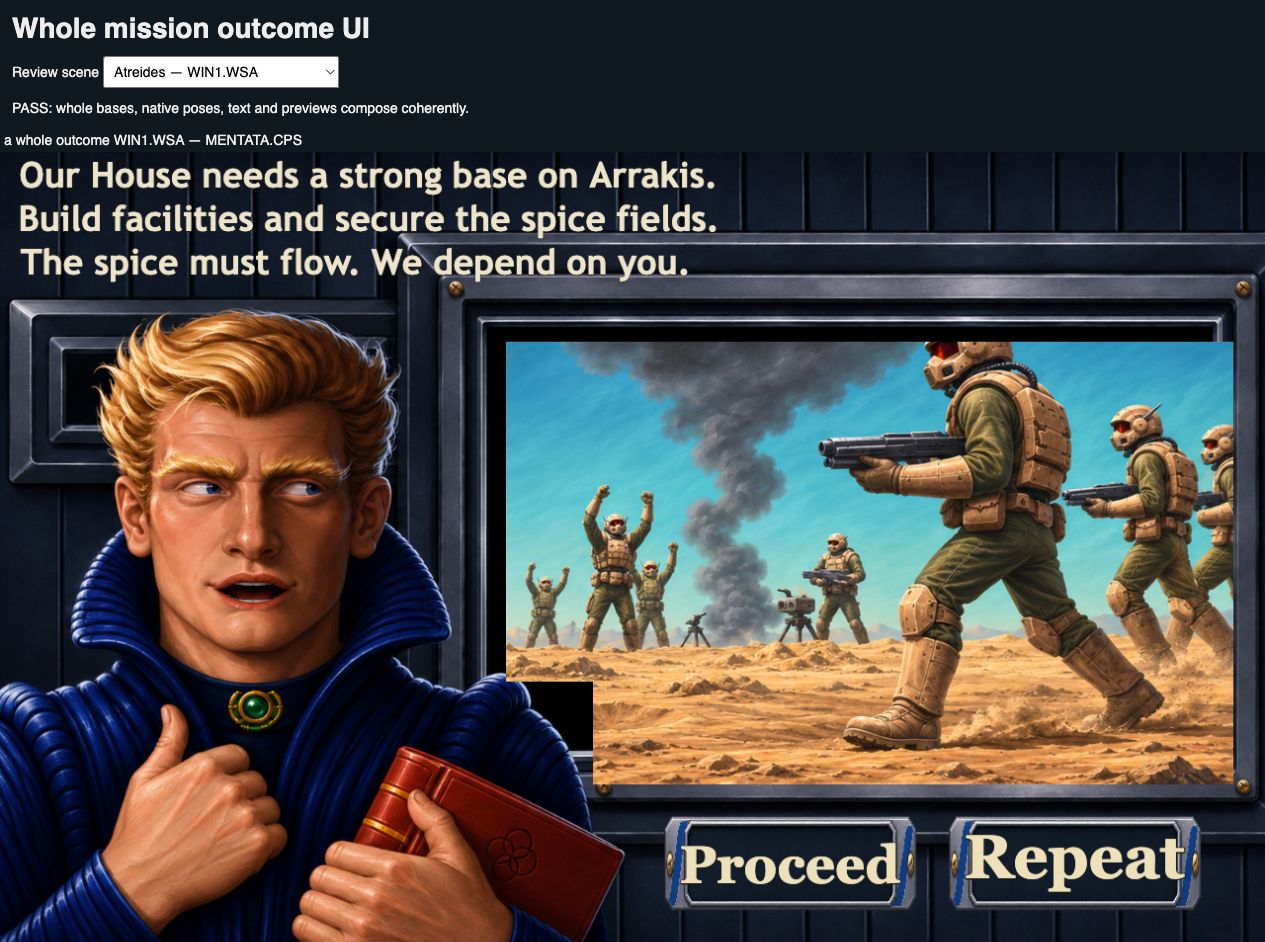 Whole mission outcome UI
Review scene Atreides — WIN1.WSA
PASS: whole bases, native poses, text and previews compose coherently.
a whole outcome WIN1.WSA — MENTATA.CPS
Our House needs a strong base on Arrakis.
Build facilities and secure the spice fields.
The spice must flow. We depend on you.
Proceed Repeat